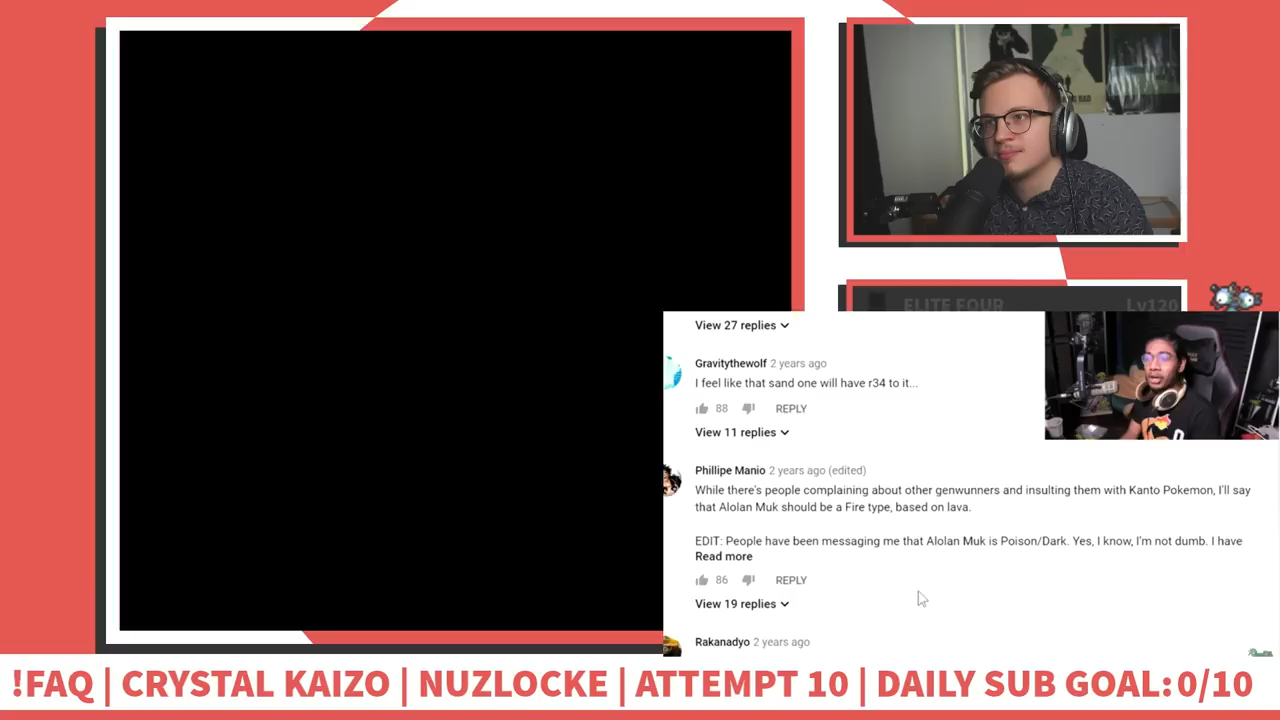 ELITE FOUR
Lv120
View 27 replies
Gravitythewolf 2 years ago
I feel like that sand one will have r34 to it...
88 REPLY
View 11 replies
Phillipe Manio 2 years ago (edited)
While there's people complaining about other genwunners and insulting them with Kanto Pokemon, I'll say
that Alolan Muk should be a Fire type, based on lava.
EDIT: People have been messaging me that Alolan Muk is Poison/Dark. Yes, I know, I'm not dumb. I have
Read more
86 REPLY
View 19 replies
Rakanadyo 2 years ago
!FAQ | CRYSTAL KAIZO | NUZLOCKE | ATTEMPT 10 | DAILY SUB GOAL: 0/10